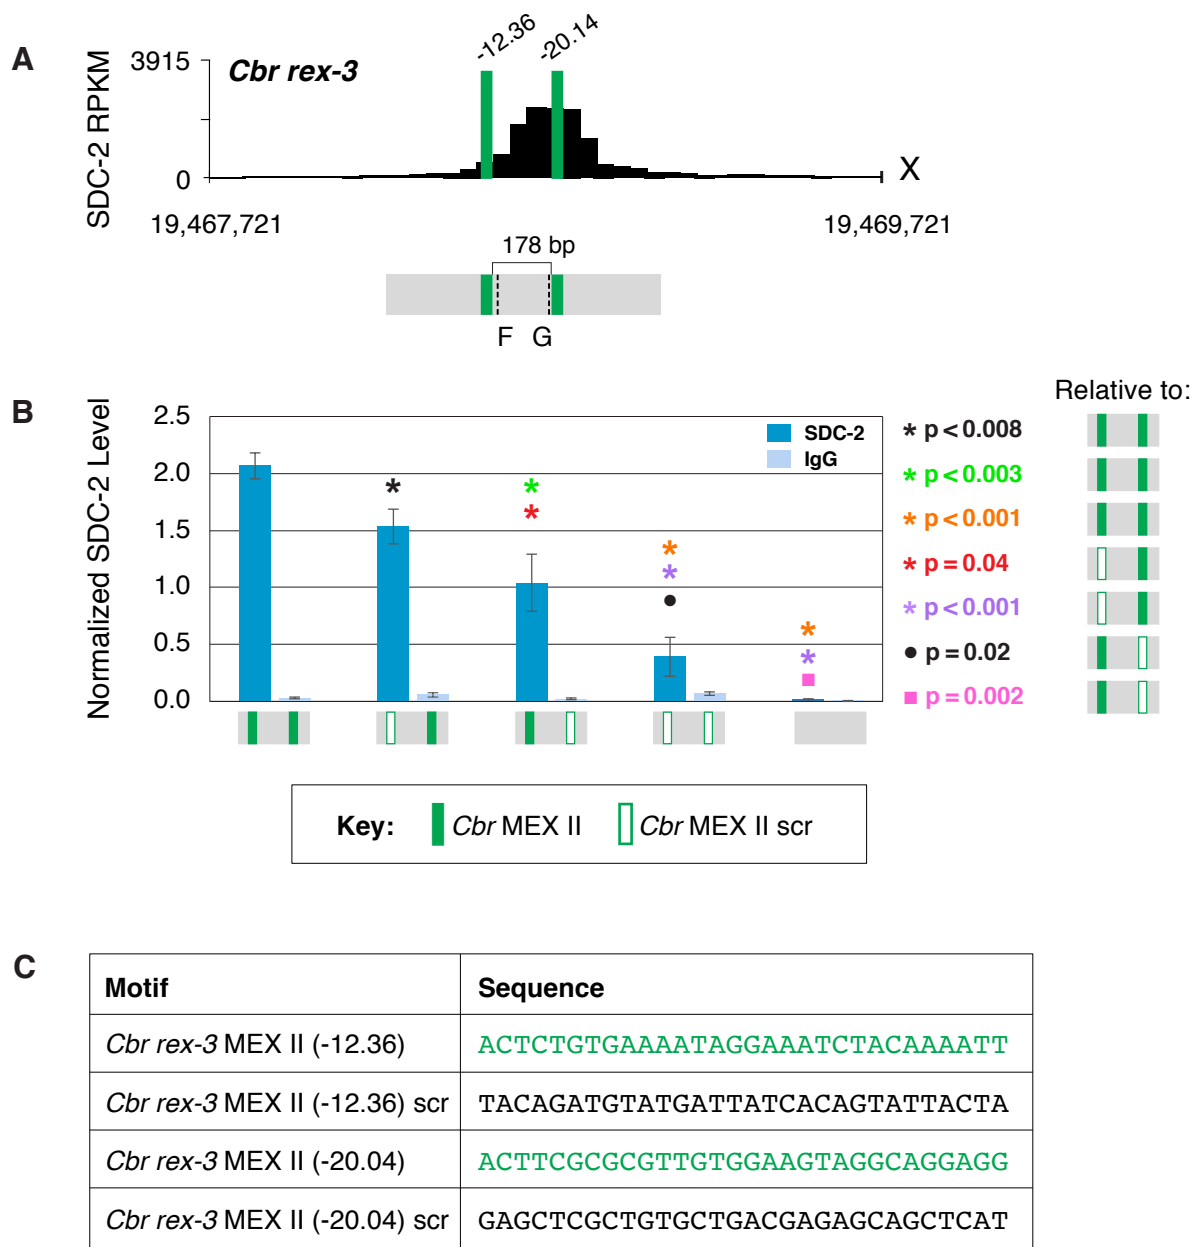 A
SDC-2 RPKM
3915
0
Cbr rex-3
-12.36
-20.14
X
19,467,721
19,469,721
178 bp
F G
B
Normalized SDC-2 Level
2.5
2.0
1.5
1.0
0.5
0.0
SDC-2
IgG
* * * * * * * *
Relative to:
* p < 0.008
* p < 0.003
* p < 0.001
* p = 0.04
* p < 0.001
● p = 0.02
■ p = 0.002
Key: Cbr MEX II Cbr MEX II scr
C
Motif Sequence
Cbr rex-3 MEX II (-12.36) ACTCTGTGAAAATAGGAAATCTACAAAATT
Cbr rex-3 MEX II (-12.36) scr TACAGATGTATGATTATCACAGTATTACTA
Cbr rex-3 MEX II (-20.04) ACTTCGCGCGTTGTGGAAGTAGGCAGGAGG
Cbr rex-3 MEX II (-20.04) scr GAGCTCGCTGTGCTGACGAGAGCAGCTCAT